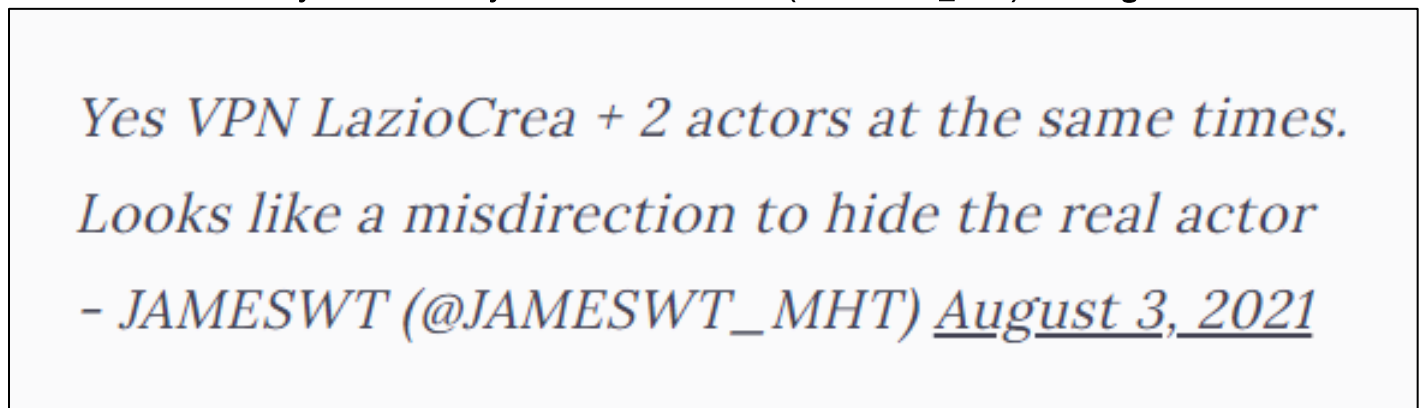 Yes VPN LazioCrea + 2 actors at the same times.
Looks like a misdirection to hide the real actor
- JAMESWT (@JAMESWT_MHT) August 3, 2021